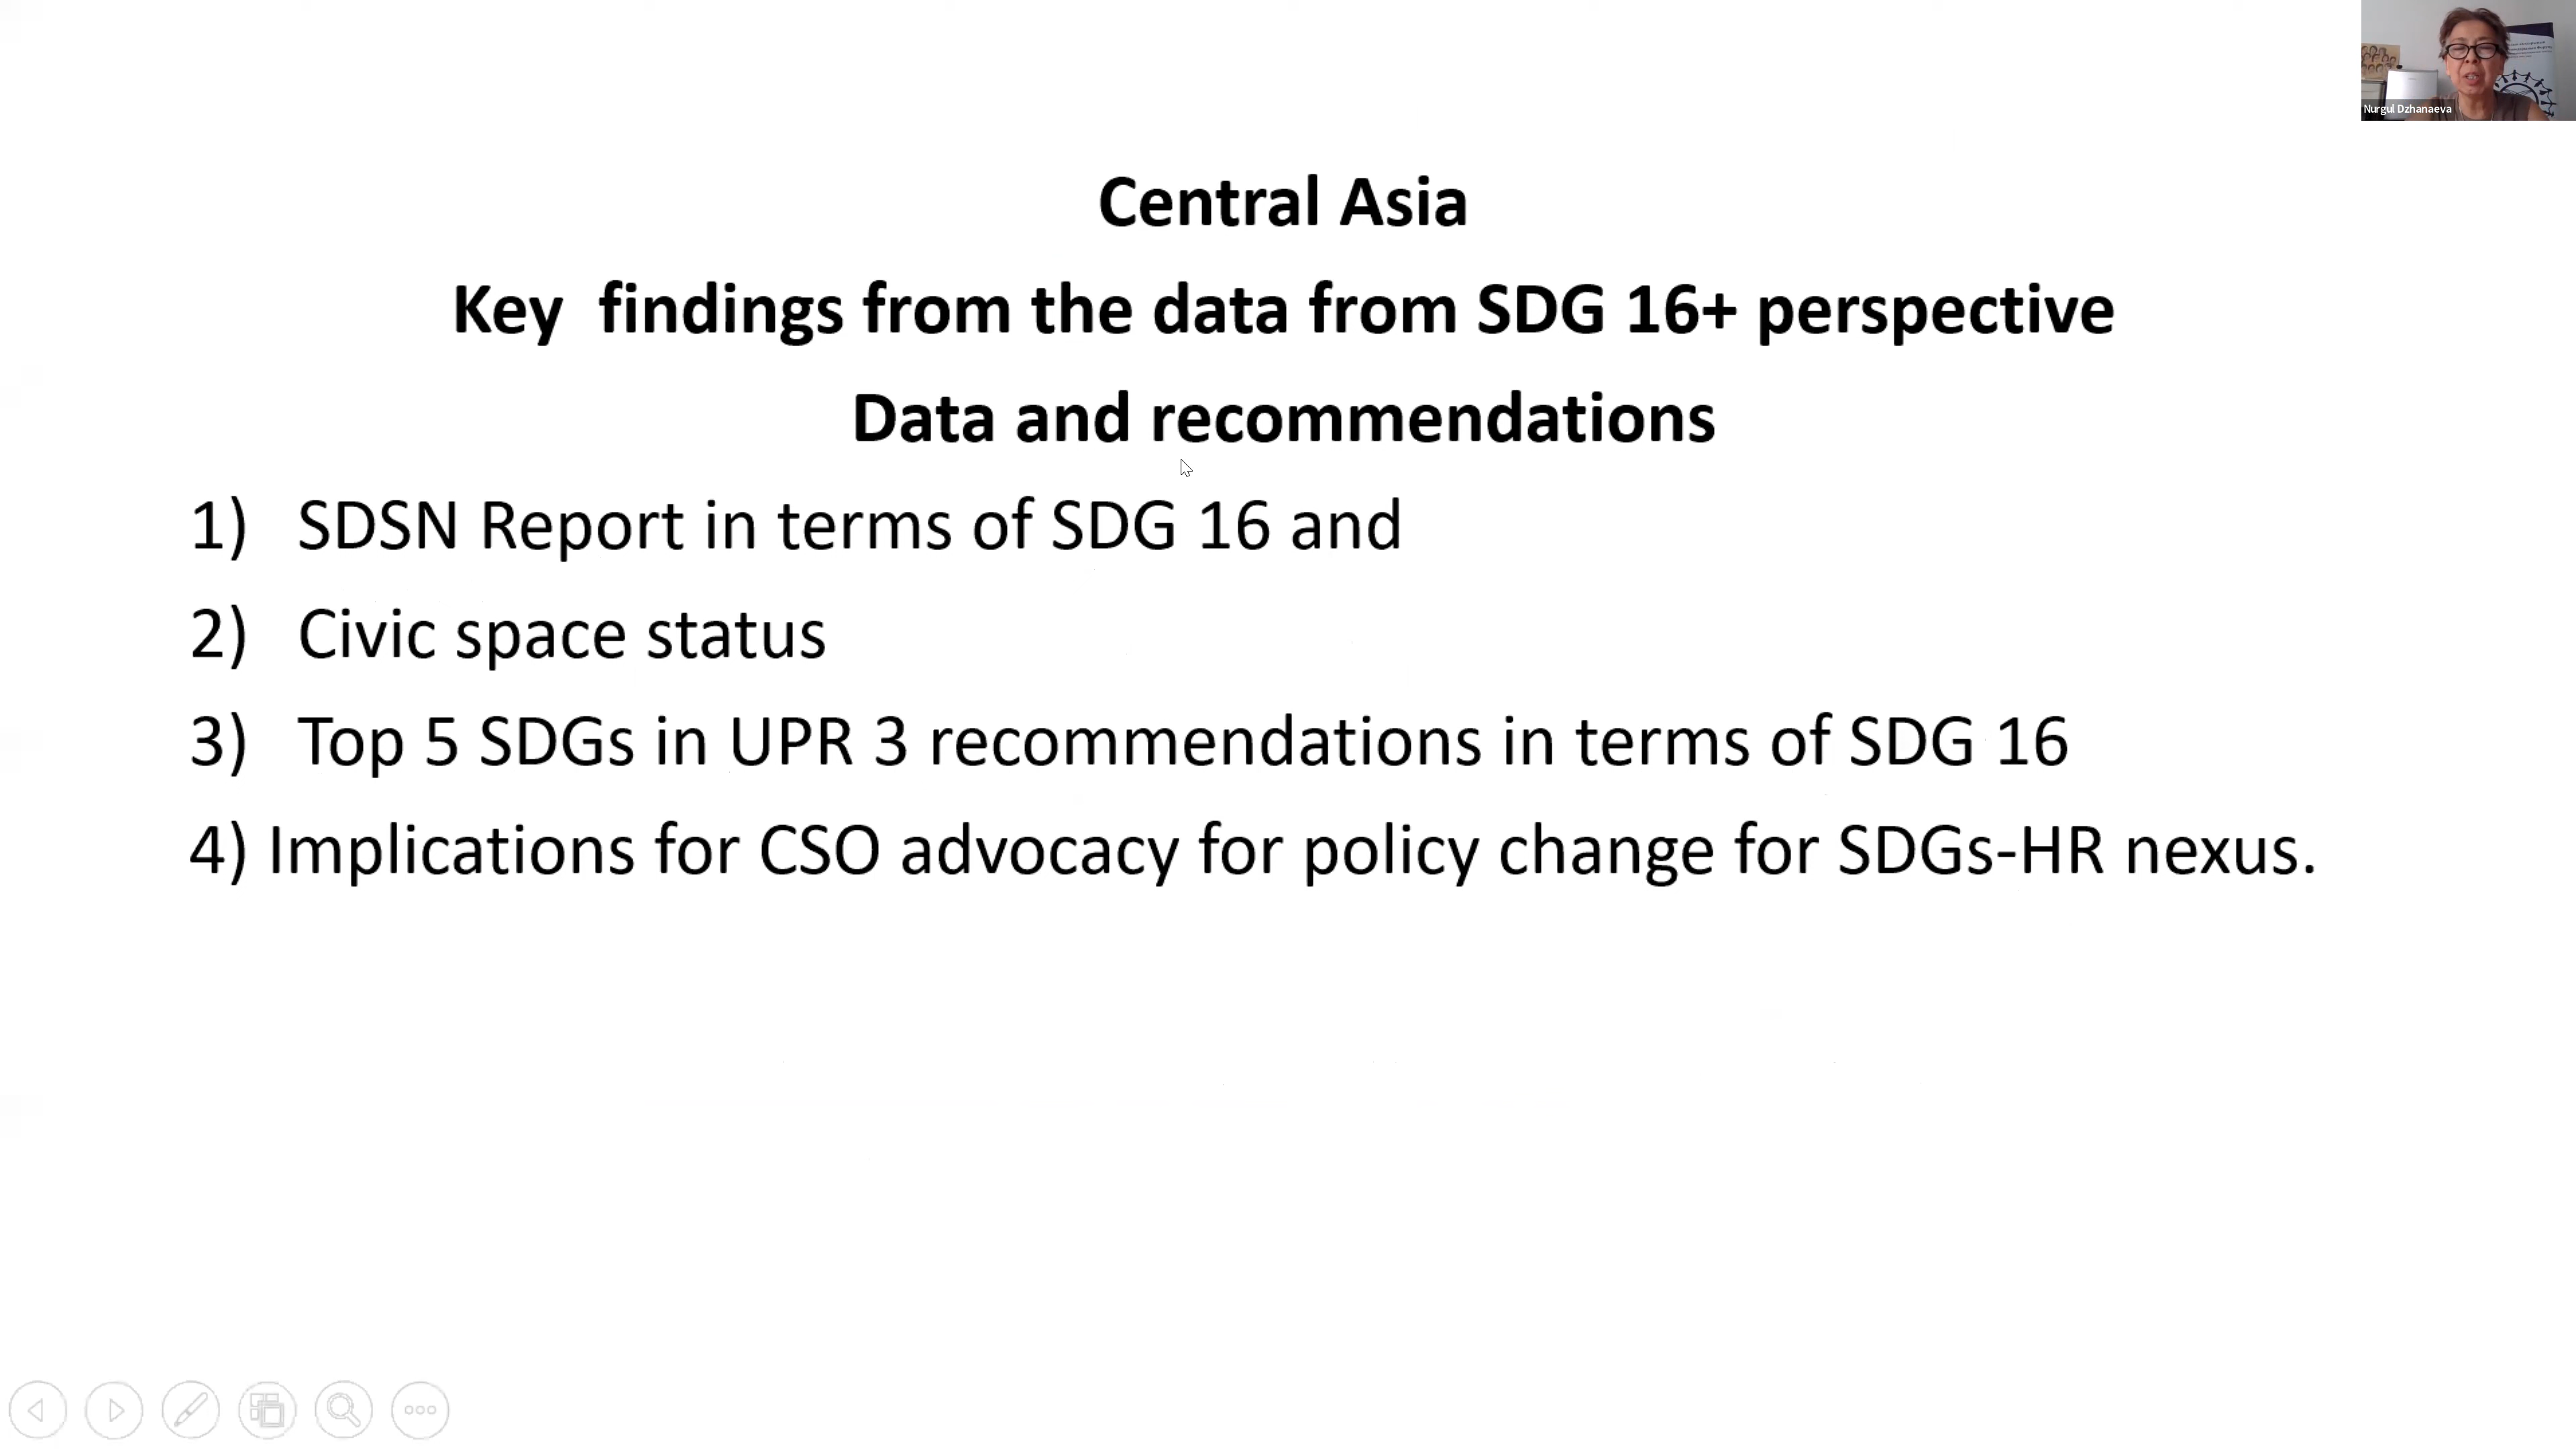 Nurgul Dzhanaeva
Central Asia
Key  findings from the data from SDG 16+ perspective
Data and recommendations
1) SDSN Report in terms of SDG 16 and
2) Civic space status
3) Top 5 SDGs in UPR 3 recommendations in terms of SDG 16
4) Implications for CSO advocacy for policy change for SDGs-HR nexus.